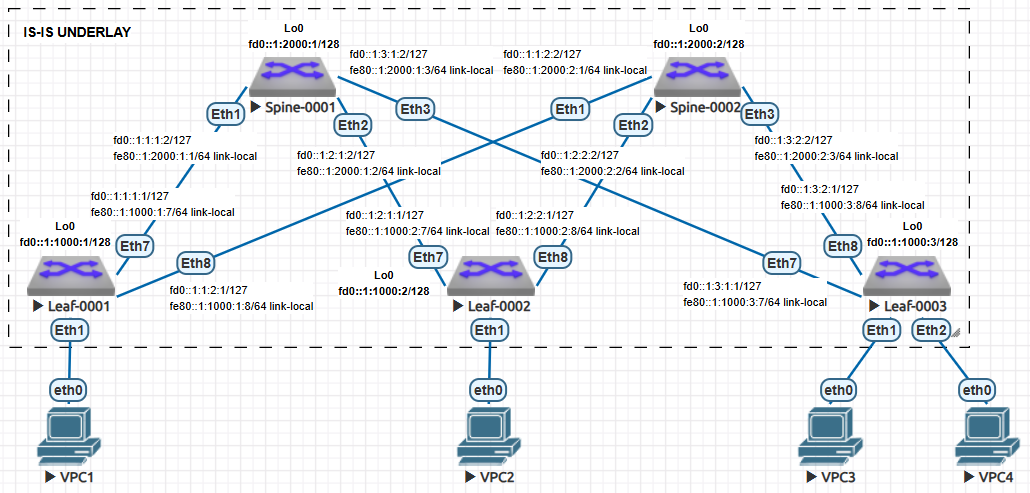 IS-IS UNDERLAY
Lo0
fd0::1:2000:1/128
Lo0
fd0::1:2000:2/128
fd0::1:3:1:2/127
fe80::1:2000:1:3/64 link-local
fd0::1:1:2:2/127
fe80::1:2000:2:1/64 link-local
Spine-0001
Spine-0002
Eth1
Eth2
Eth3
Eth1
Eth2
Eth3
fd0::1:1:1:2/127
fe80::1:2000:1:1/64 link-local
fd0::1:2:1:2/127
fe80::1:2000:1:2/64 link-local
fd0::1:2:2:2/127
fe80::1:2000:2:2/64 link-local
fd0::1:3:2:2/127
fe80::1:2000:2:3/64 link-local
fd0::1:1:1:1/127
fe80::1:1000:1:7/64 link-local
fd0::1:2:1:1/127
fe80::1:1000:2:7/64 link-local
fd0::1:2:2:1/127
fe80::1:1000:2:8/64 link-local
fd0::1:3:2:1/127
fe80::1:1000:3:8/64 link-local
Lo0
fd0::1:1000:1/128
Lo0
fd0::1:1000:3/128
Eth7
Eth8
Eth7
Eth8
Eth7
Eth8
Lo0
fd0::1:1000:2/128
fd0::1:1:2:1/127
fe80::1:1000:1:8/64 link-local
fd0::1:3:1:1/127
fe80::1:1000:3:7/64 link-local
Leaf-0001
Leaf-0002
Leaf-0003
Eth1
Eth1
Eth1
Eth2
eth0
eth0
eth0
eth0
VPC1
VPC2
VPC3
VPC4